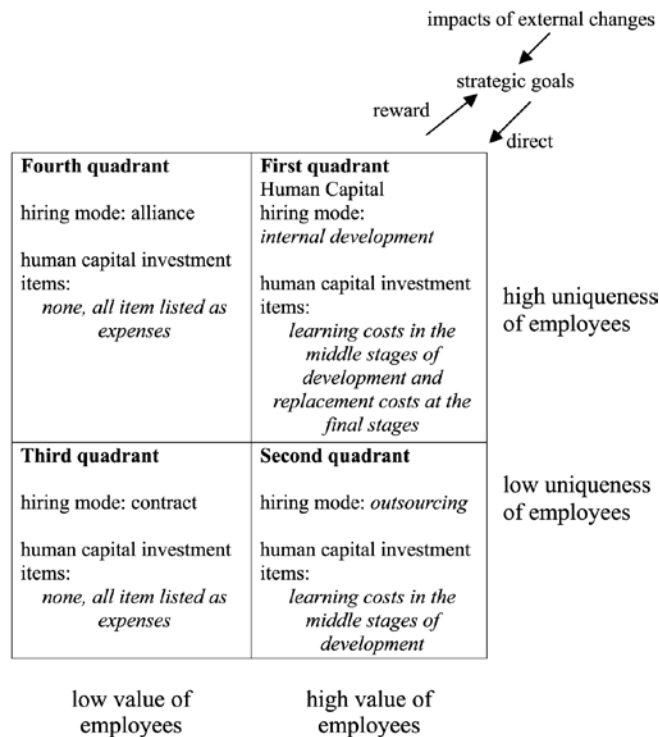 impacts of external changes
strategic goals
reward
direct
Fourth quadrant
hiring mode: alliance
human capital investment
items:
none, all item listed as
expenses
First quadrant
Human Capital
hiring mode:
internal development
human capital investment
items:
learning costs in the
middle stages of
development and
replacement costs at the
final stages
high uniqueness
of employees
Third quadrant
hiring mode: contract
human capital investment
items:
none, all item listed as
expenses
Second quadrant
hiring mode: outsourcing
human capital investment
items:
learning costs in the
middle stages of
development
low uniqueness
of employees
low value of
employees
high value of
employees